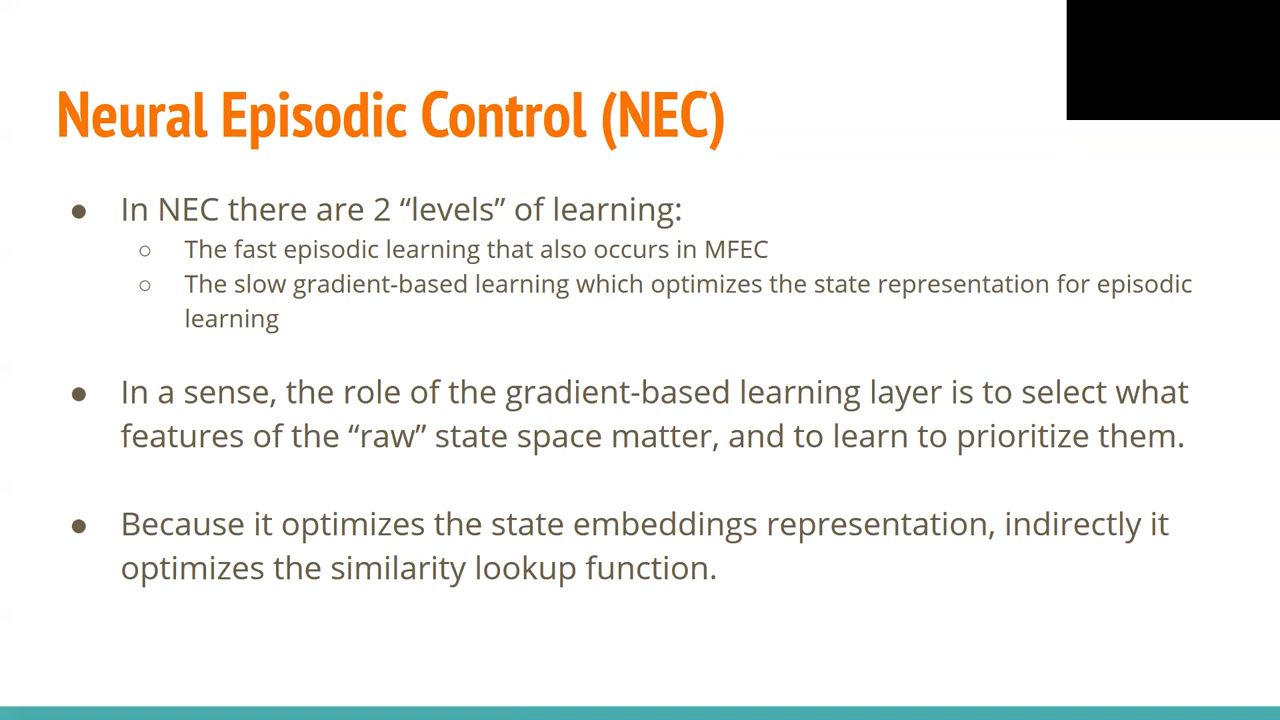 Neural Episodic Control (NEC)
● In NEC there are 2 “levels” of learning:
○ The fast episodic learning that also occurs in MFEC
○ The slow gradient-based learning which optimizes the state representation for episodic
learning
● In a sense, the role of the gradient-based learning layer is to select what
features of the “raw” state space matter, and to learn to prioritize them.
● Because it optimizes the state embeddings representation, indirectly it
optimizes the similarity lookup function.